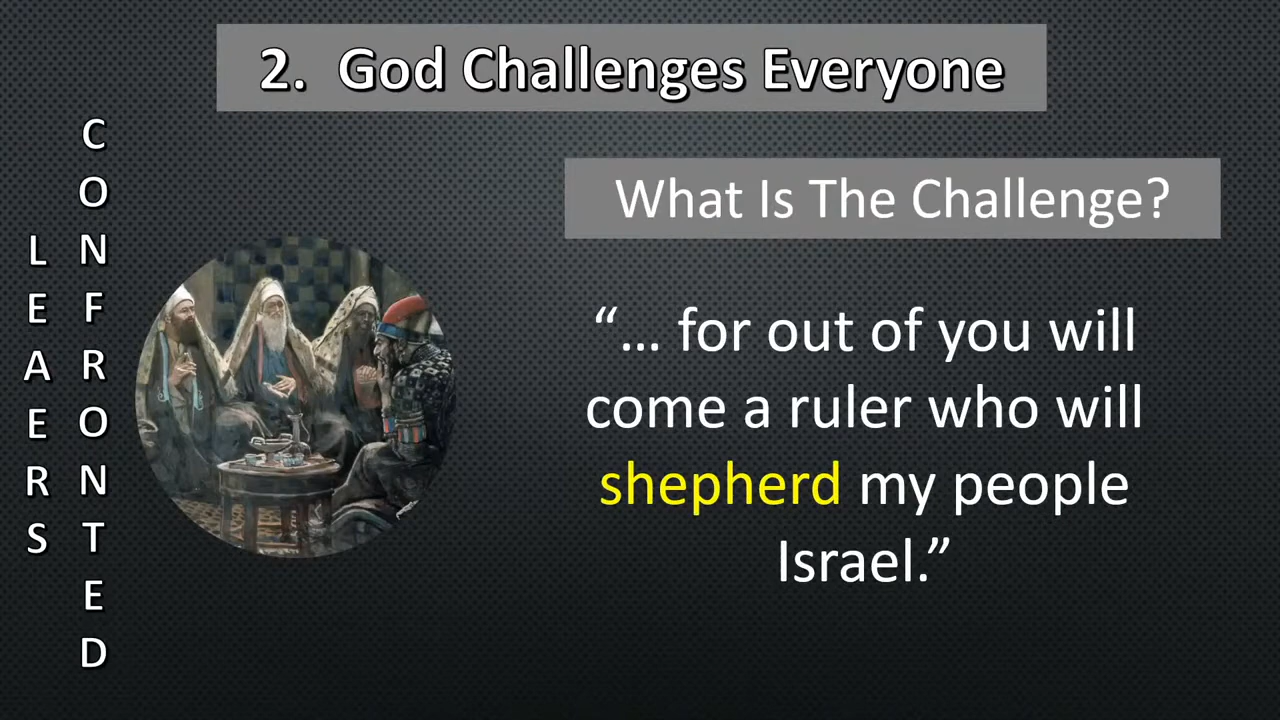 2. God Challenges Everyone
LEAERS
CONFRONTED
What Is The Challenge?
“... for out of you will
come a ruler who will
shepherd my people
Israel.”